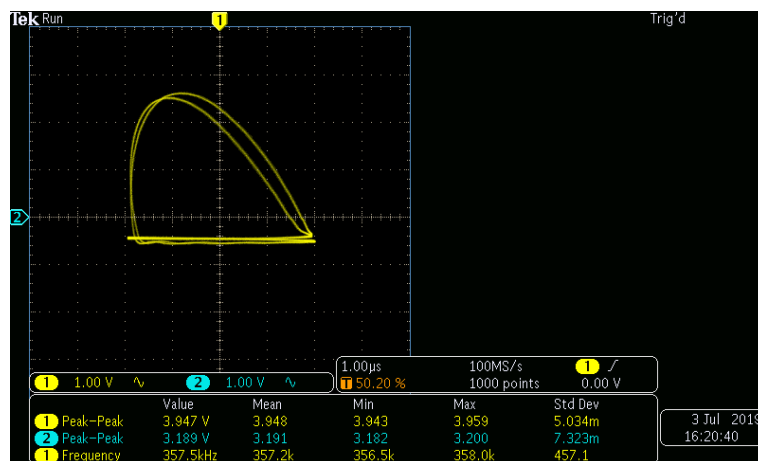 Tek Run Trig'd
1
2
1 1.00 V 2 1.00 V
1.00µs 100MS/s 1
T 50.20 % 1000 points 0.00 V
Value Mean Min Max Std Dev
1 Peak-Peak 3.947 V 3.948 3.943 3.959 5.034m
2 Peak-Peak 3.189 V 3.191 3.182 3.200 7.323m
1 Frequency 357.5kHz 357.2k 356.5k 358.0k 457.1
3 Jul 2019
16:20:40